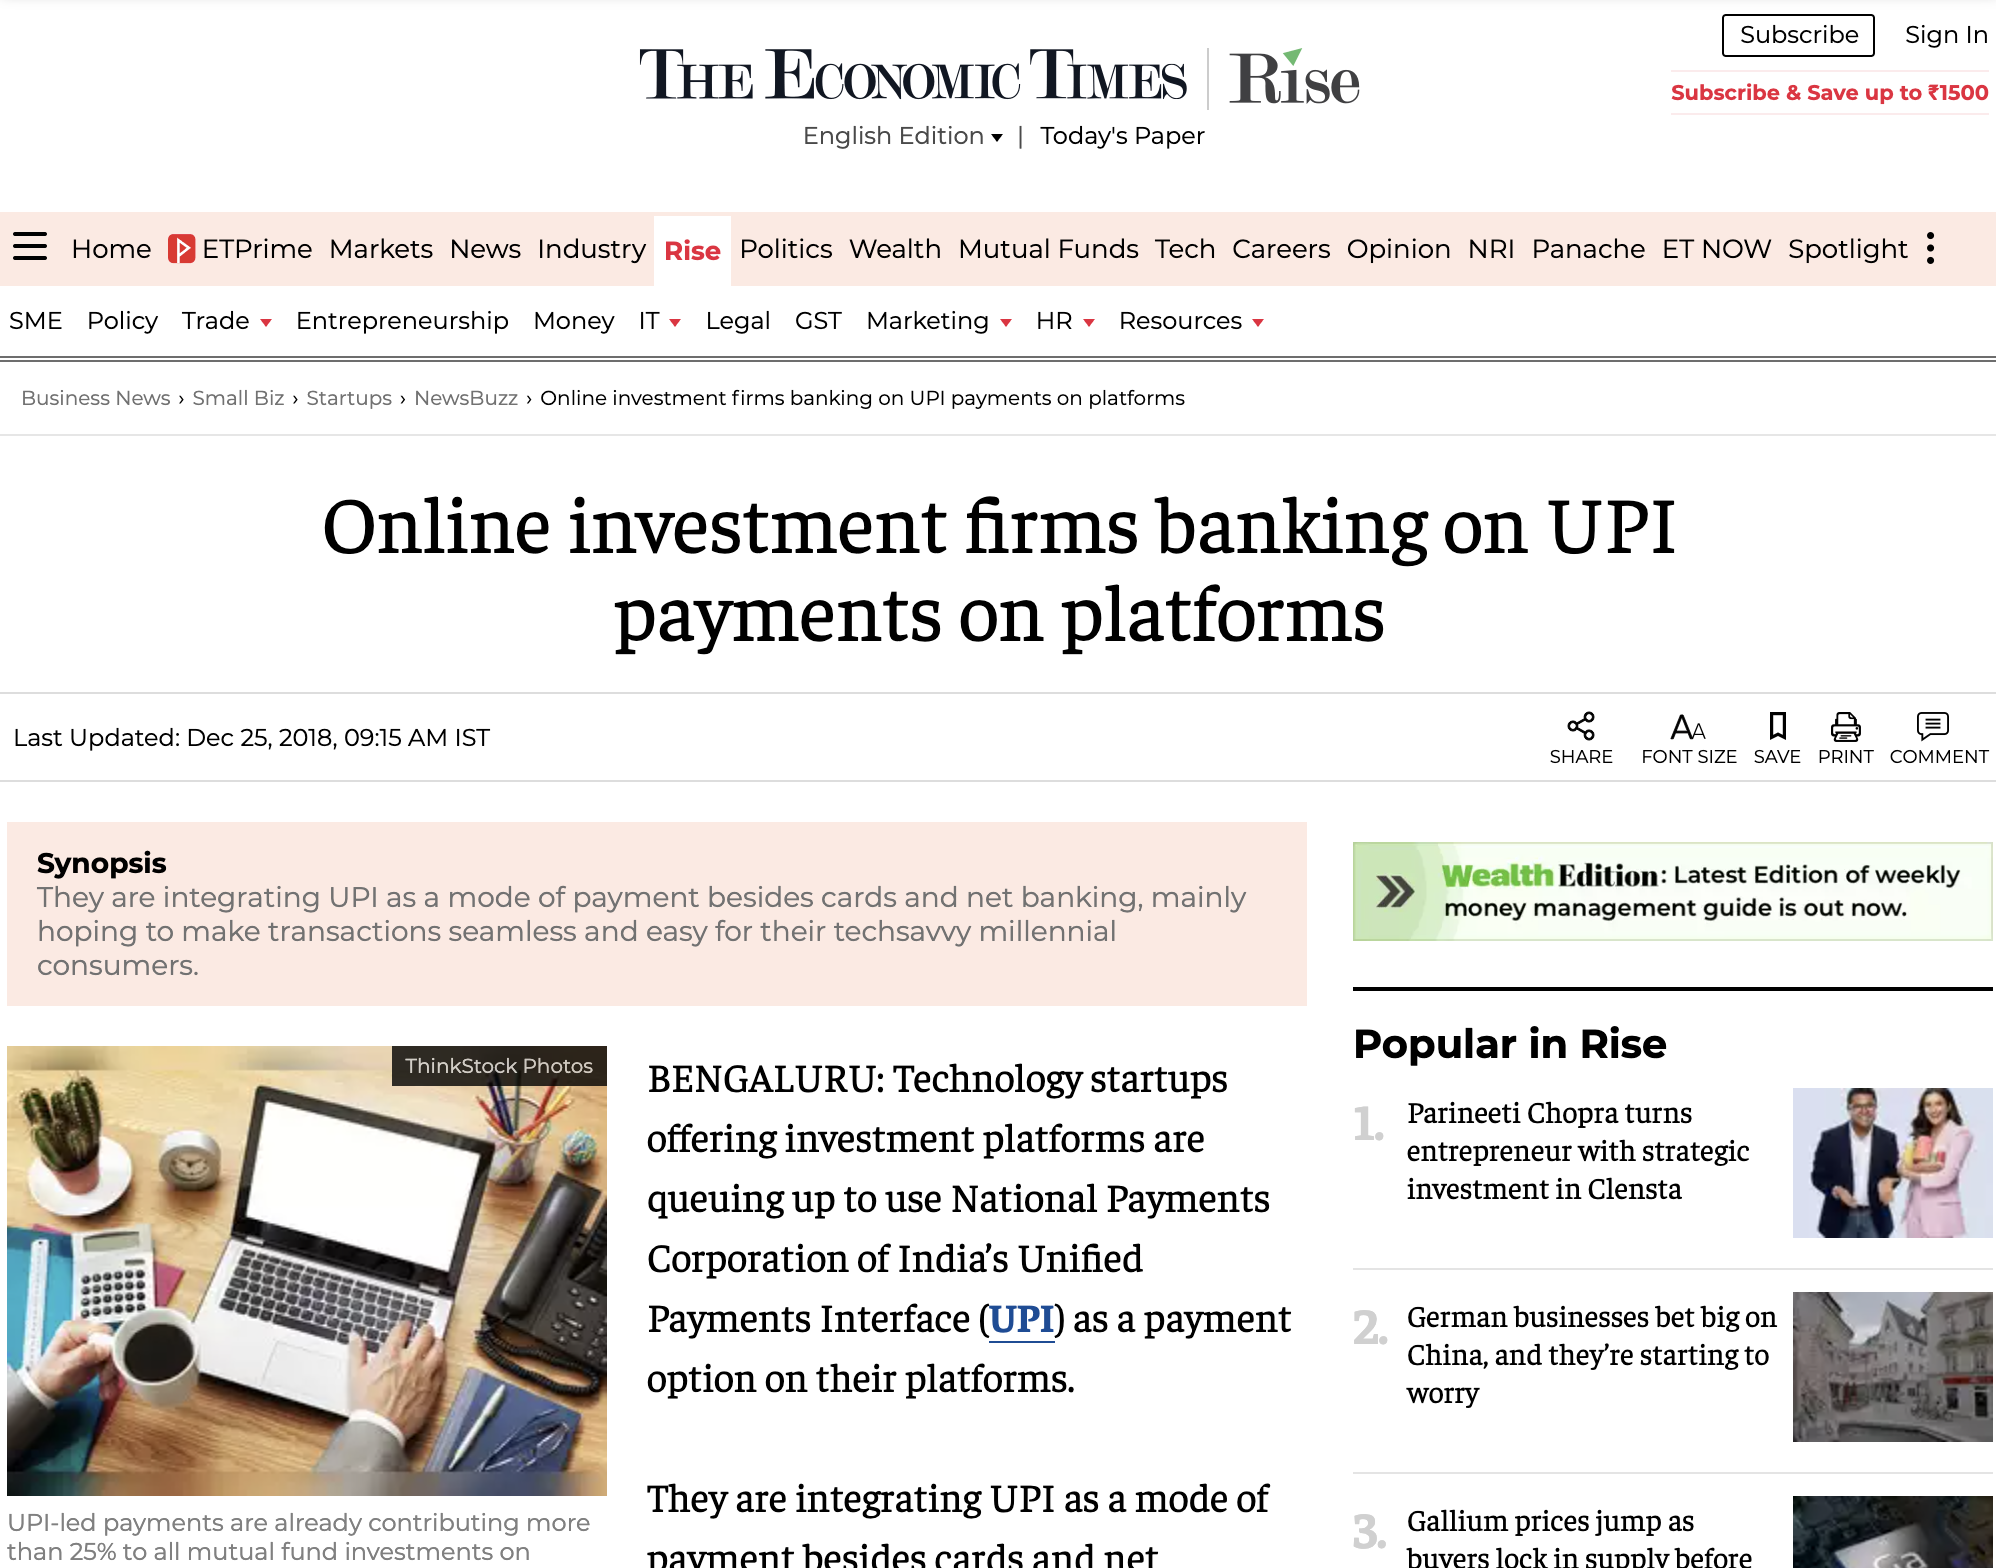 Subscribe
Sign In
THE ECONOMIC TIMES | Rise
Subscribe & Save up to ₹1500
English Edition | Today's Paper
Home ETPrime Markets News Industry Rise Politics Wealth Mutual Funds Tech Careers Opinion NRI Panache ET NOW Spotlight
SME Policy Trade Entrepreneurship Money IT Legal GST Marketing HR Resources
Business News › Small Biz › Startups › NewsBuzz › Online investment firms banking on UPI payments on platforms
Online investment firms banking on UPI
payments on platforms
Last Updated: Dec 25, 2018, 09:15 AM IST
SHARE FONT SIZE SAVE PRINT COMMENT
Synopsis
They are integrating UPI as a mode of payment besides cards and net banking, mainly
hoping to make transactions seamless and easy for their techsavvy millennial
consumers.
ThinkStock Photos
UPI-led payments are already contributing more
than 25% to all mutual fund investments on
BENGALURU: Technology startups
offering investment platforms are
queuing up to use National Payments
Corporation of India’s Unified
Payments Interface (UPI) as a payment
option on their platforms.
They are integrating UPI as a mode of
payment besides cards and net
Wealth Edition: Latest Edition of weekly
money management guide is out now.
Popular in Rise
1. Parineeti Chopra turns
entrepreneur with strategic
investment in Clensta
2. German businesses bet big on
China, and they’re starting to
worry
3. Gallium prices jump as
buyers lock in supply before